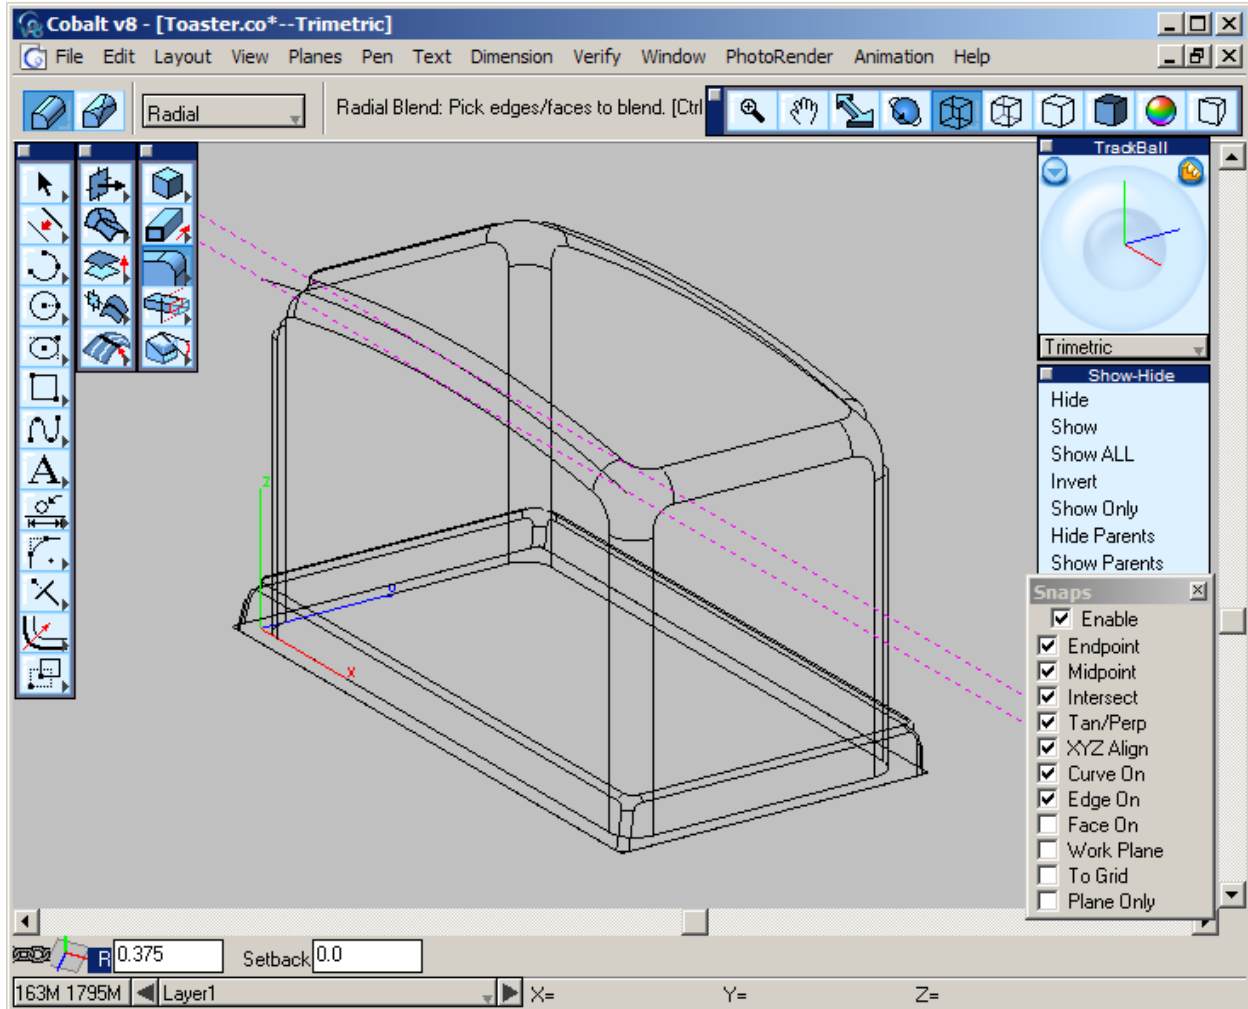 Cobalt v8 - [Toaster.co*--Trimetric]
File Edit Layout View Planes Pen Text Dimension Verify Window PhotoRender Animation Help
Radial
Radial Blend: Pick edges/faces to blend. [Ctrl
TrackBall
Trimetric
Show-Hide
Hide
Show
Show ALL
Invert
Show Only
Hide Parents
Show Parents
Snaps
Enable
Endpoint
Midpoint
Intersect
Tan/Perp
XYZ Align
Curve On
Edge On
Face On
Work Plane
To Grid
Plane Only
A
z
x
R 0.375 Setback 0.0
163M 1795M Layer1 X= Y= Z=